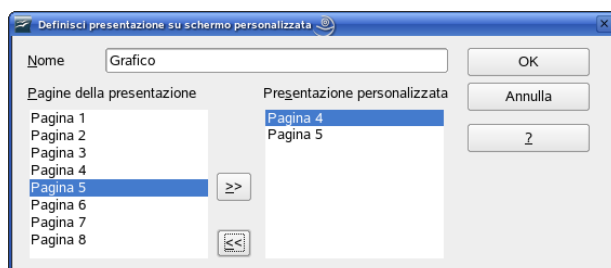 Definisci presentazione su schermo personalizzata
Nome
Grafico
OK
Pagine della presentazione
Presentazione personalizzata
Annulla
Pagina 1
Pagina 2
Pagina 3
Pagina 4
Pagina 5
Pagina 6
Pagina 7
Pagina 8
>>
<<
Pagina 4
Pagina 5
?